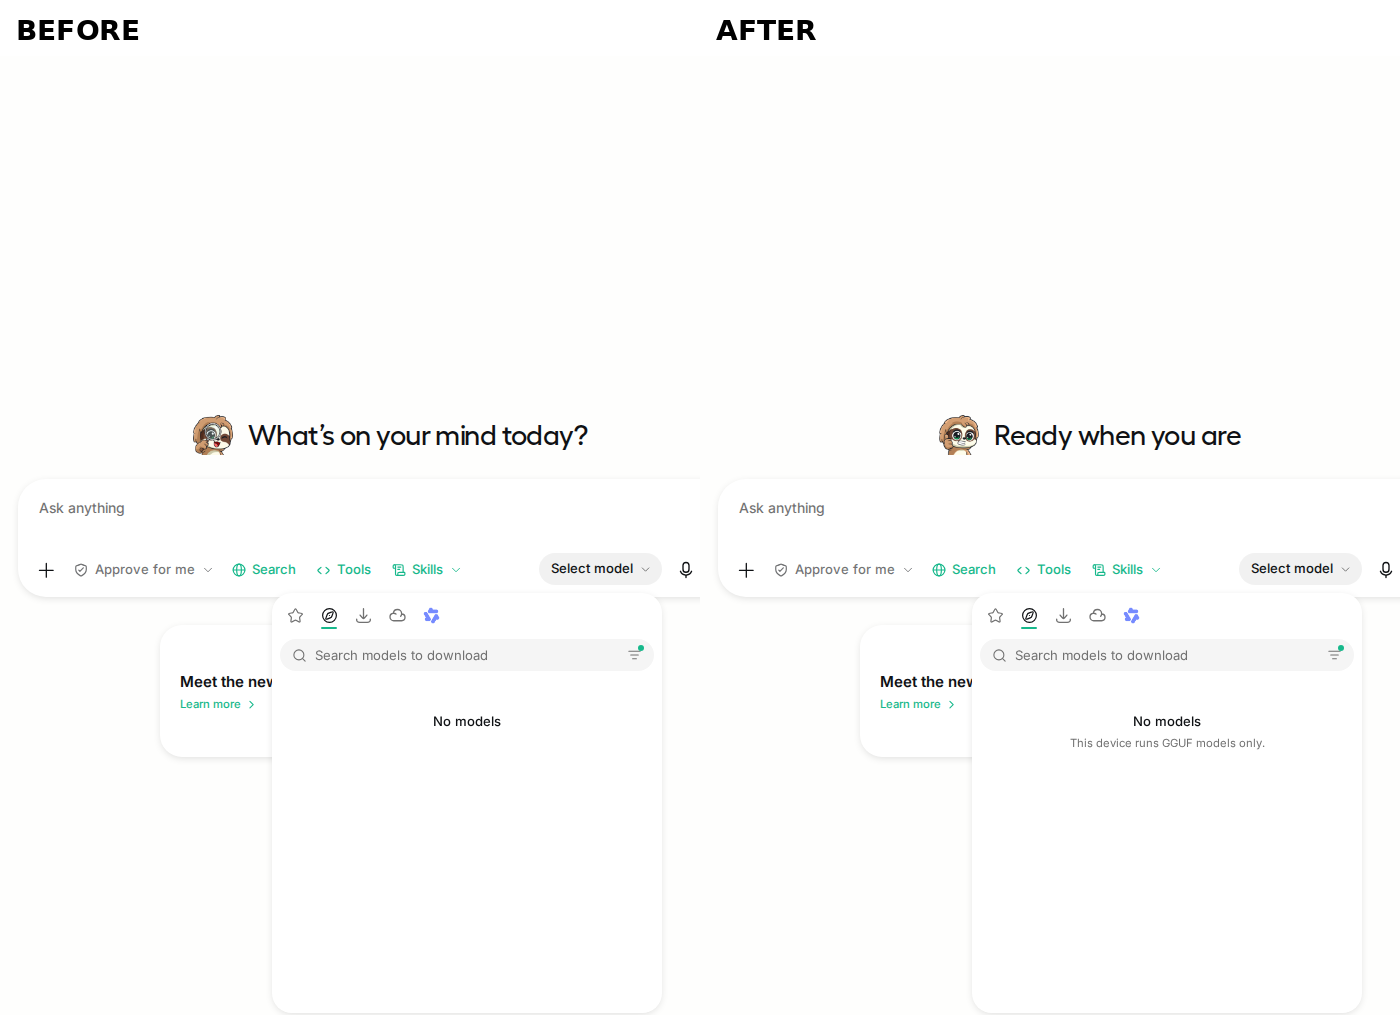 BEFORE
What's on your mind today?
Ask anything
Approve for me
Search
Tools
Skills
Select model
Search models to download
Meet the new
Learn more
No models
AFTER
Ready when you are
Ask anything
Approve for me
Search
Tools
Skills
Select model
Search models to download
Meet the new
Learn more
No models
This device runs GGUF models only.